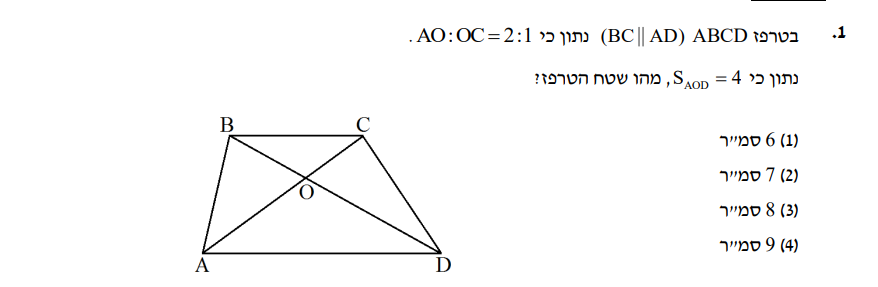 1. בטרפז ABCD (BC || AD) נתון כי AO:OC=2:1 .
נתון כי S_AOD = 4 , מהו שטח הטרפז?
(1) 6 סמ״ר
(2) 7 סמ״ר
(3) 8 סמ״ר
(4) 9 סמ״ר
B C
O
A D